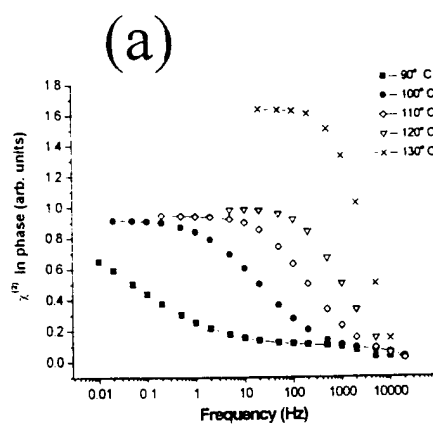 (a)
1.8
1.6
1.4
1.2
1.0
0.8
0.6
0.4
0.2
0.0
χ⁽²⁾ In phase (arb. units)
90° C
100° C
110° C
120° C
130° C
0.01 0.1 1 10 100 1000 10000
Frequency (Hz)